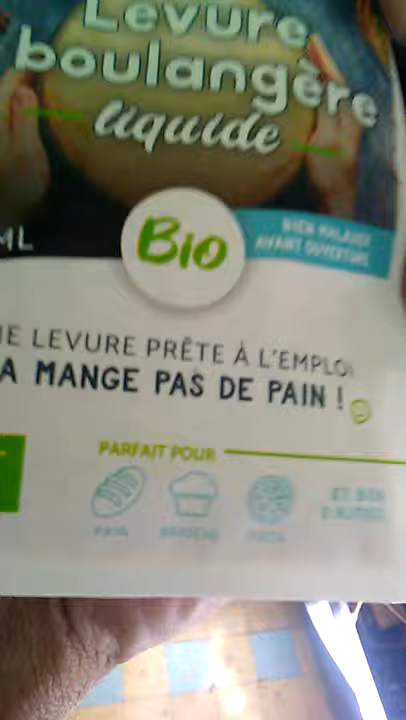 Levure
boulangère
liquide
ML
Bio
BIEN MALAXER
AVANT OUVERTURE
E LEVURE PRÊTE À L'EMPLOI
A MANGE PAS DE PAIN !
PARFAIT POUR
PAIN BRIOCHE PIZZA
ET BIEN
D'AUTRES